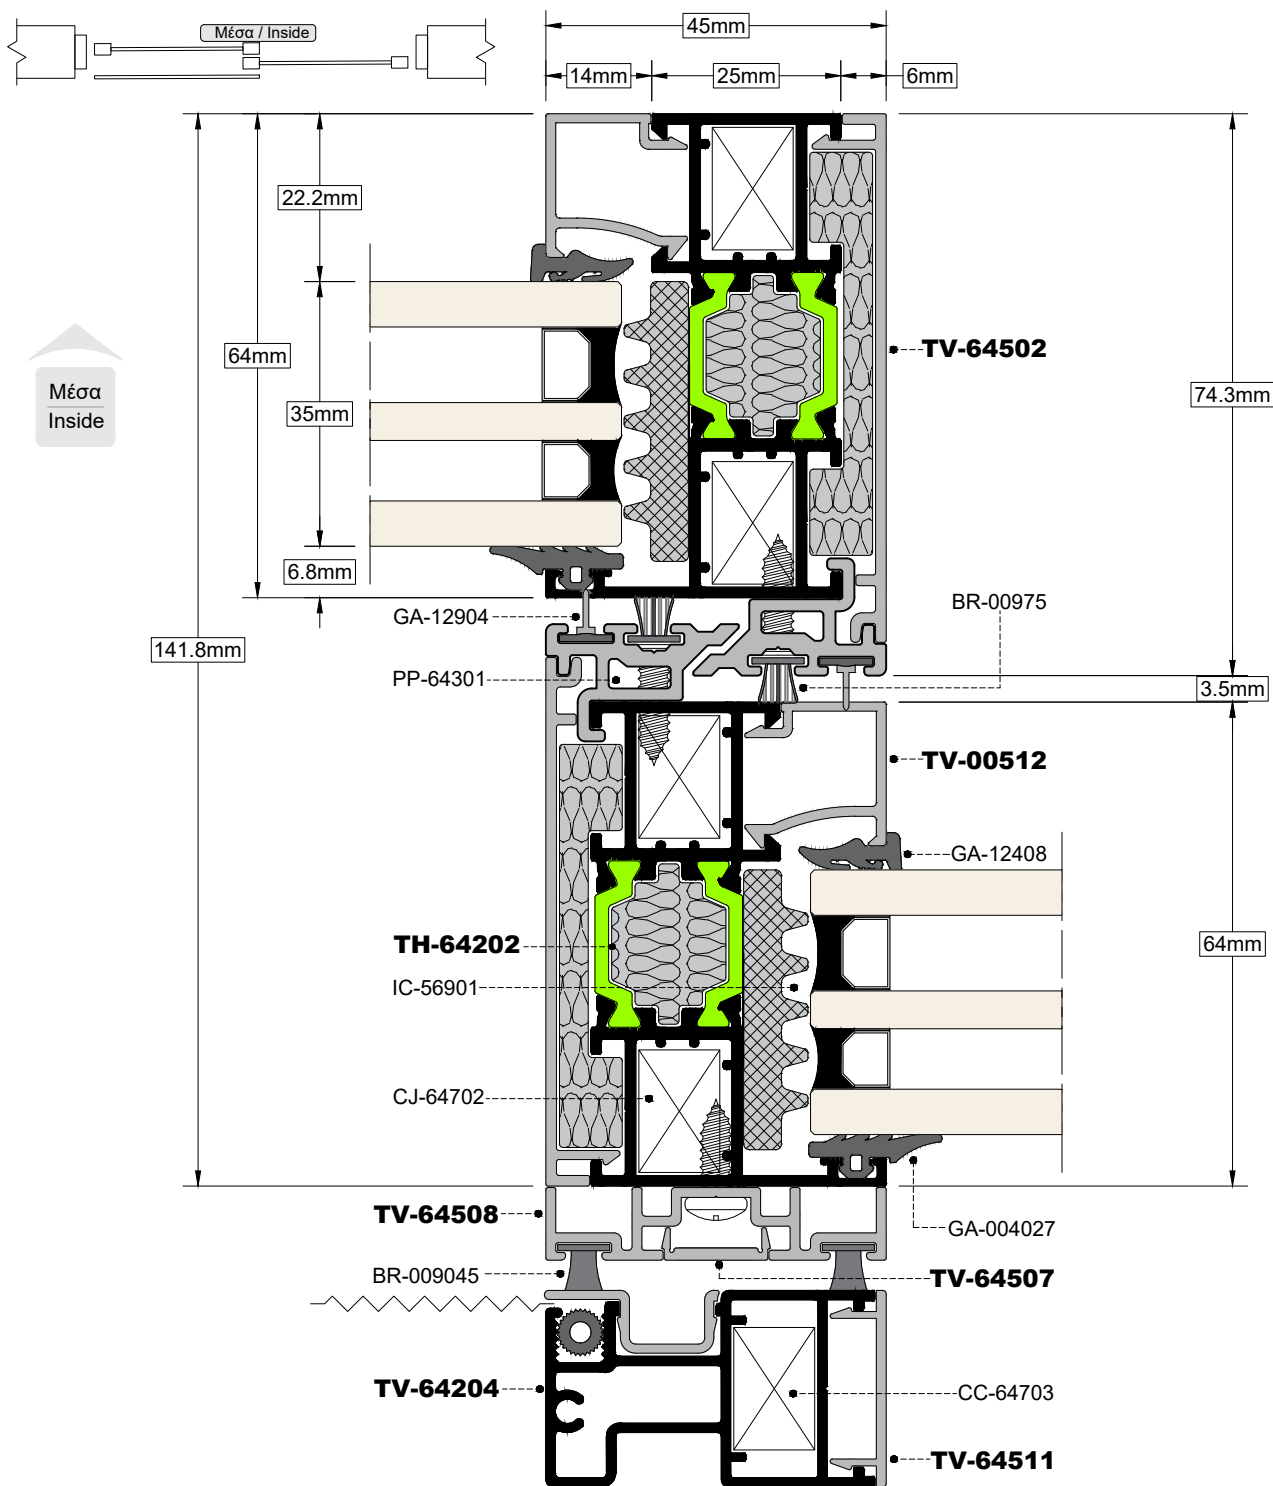 Μέσα / Inside
45mm
14mm
25mm
6mm
22.2mm
64mm
35mm
TV-64502
74.3mm
Μέσα
Inside
6.8mm
GA-12904
BR-00975
141.8mm
PP-64301
3.5mm
TV-00512
GA-12408
TH-64202
64mm
IC-56901
CJ-64702
TV-64508
GA-004027
BR-009045
TV-64507
TV-64204
CC-64703
TV-64511